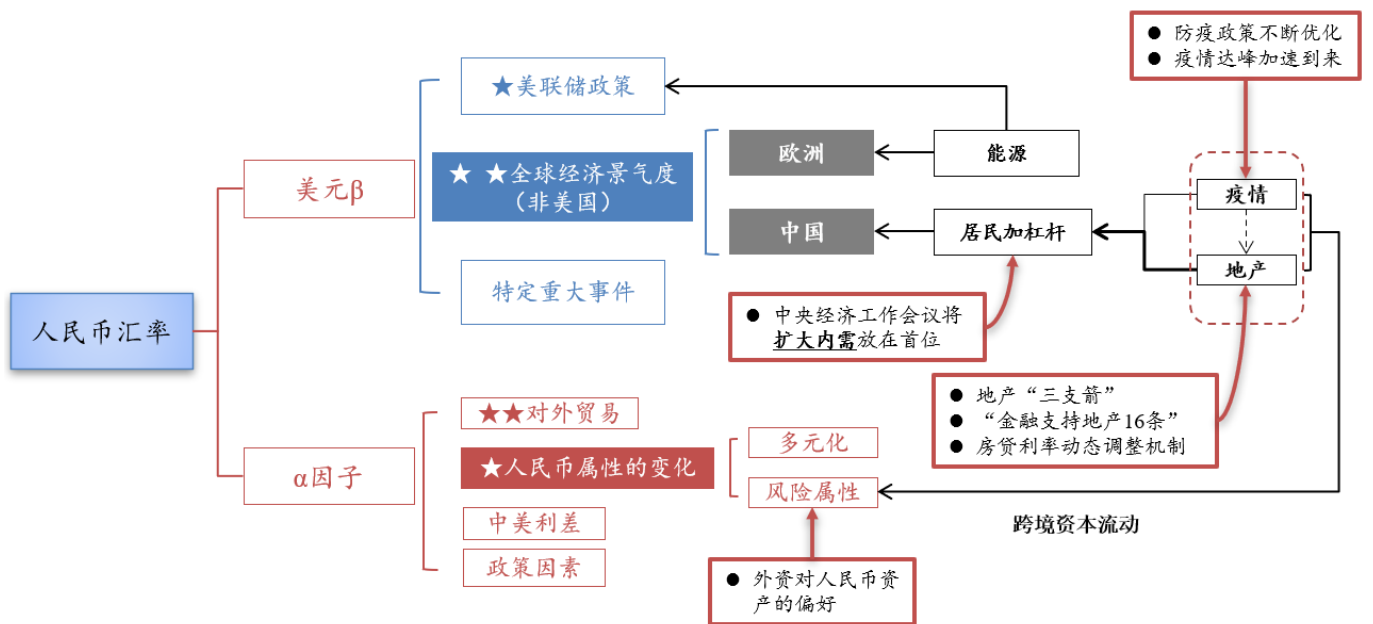 防疫政策不断优化
疫情达峰加速到来
★美联储政策
欧洲
能源
★ ★全球经济景气度
（非美国）
美元β
疫情
中国
居民加杠杆
地产
特定重大事件
人民币汇率
中央经济工作会议将
扩大内需放在首位
地产“三支箭”
“金融支持地产16条”
房贷利率动态调整机制
★★对外贸易
多元化
★人民币属性的变化
α因子
风险属性
跨境资本流动
中美利差
政策因素
外资对人民币资
产的偏好